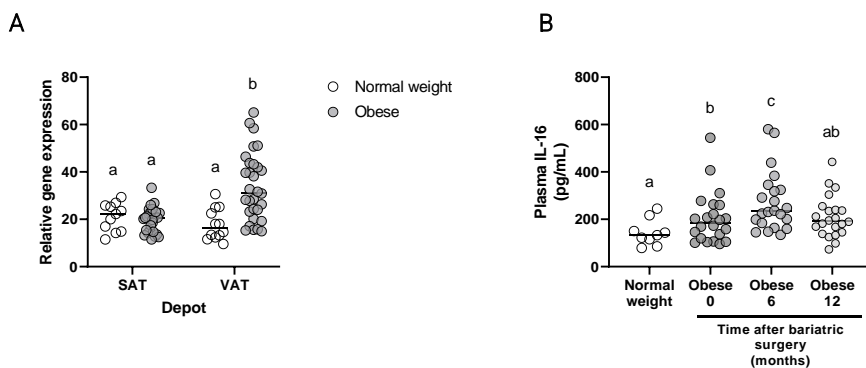 A
Relative gene expression
80
60
40
20
0
a
a
a
b
SAT
VAT
Depot
Normal weight
Obese
B
Plasma IL-16
(pg/mL)
800
600
400
200
0
a
b
c
ab
Normal
weight
Obese
0
Obese
6
Obese
12
Time after bariatric
surgery
(months)